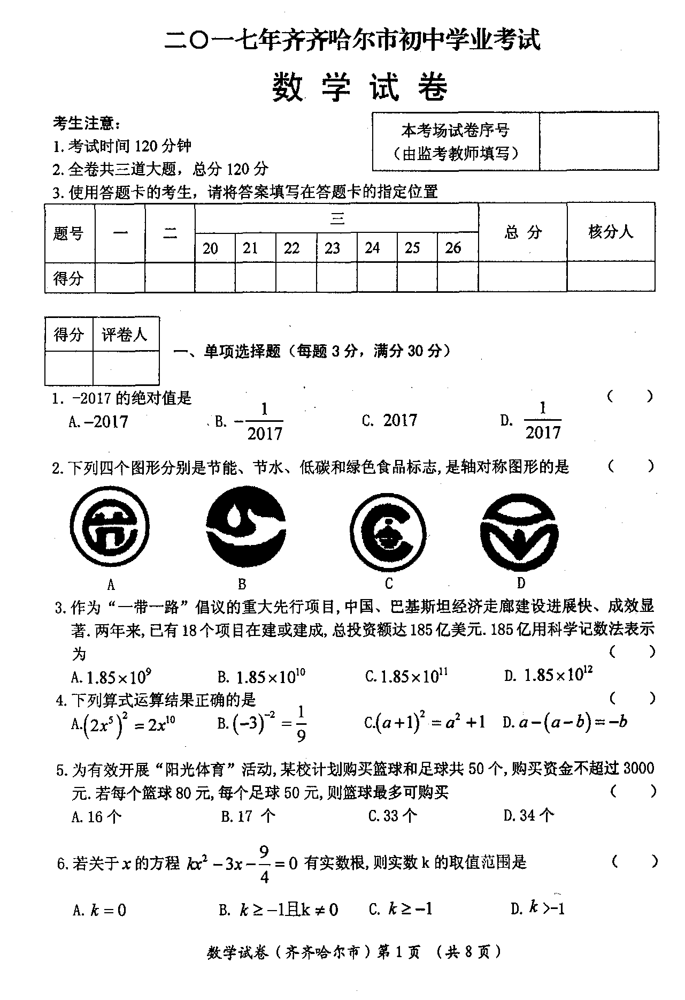 二〇一七年齐齐哈尔市初中学业考试
数 学 试 卷
考生注意：
1. 考试时间 120 分钟
2. 全卷共三道大题，总分 120 分
3. 使用答题卡的考生，请将答案填写在答题卡的指定位置
本考场试卷序号
（由监考教师填写）
题号 一 二 三 总 分 核分人
20 21 22 23 24 25 26
得分
得分 评卷人
一、单项选择题（每题 3 分，满分 30 分）
1. -2017 的绝对值是 （ ）
A. –2017 B. -1/2017 C. 2017 D. 1/2017
2. 下列四个图形分别是节能、节水、低碳和绿色食品标志, 是轴对称图形的是 （ ）
A B C D
3. 作为“一带一路”倡议的重大先行项目, 中国、巴基斯坦经济走廊建设进展快、成效显
著. 两年来, 已有 18 个项目在建或建成, 总投资额达 185 亿美元. 185 亿用科学记数法表示
为 （ ）
A. 1.85×10⁹ B. 1.85×10¹⁰ C. 1.85×10¹¹ D. 1.85×10¹²
4. 下列算式运算结果正确的是 （ ）
A. (2x⁵)² = 2x¹⁰ B. (-3)⁻² = 1/9 C. (a+1)² = a² +1 D. a-(a-b)=-b
5. 为有效开展“阳光体育”活动, 某校计划购买篮球和足球共 50 个, 购买资金不超过 3000
元. 若每个篮球 80 元, 每个足球 50 元, 则篮球最多可购买 （ ）
A. 16 个 B. 17 个 C. 33 个 D. 34 个
6. 若关于 x 的方程 kx² -3x- 9/4 =0 有实数根, 则实数 k 的取值范围是 （ ）
A. k = 0 B. k ≥ -1且k ≠ 0 C. k ≥ -1 D. k >-1
数学试卷（齐齐哈尔市）第 1 页 （共 8 页）